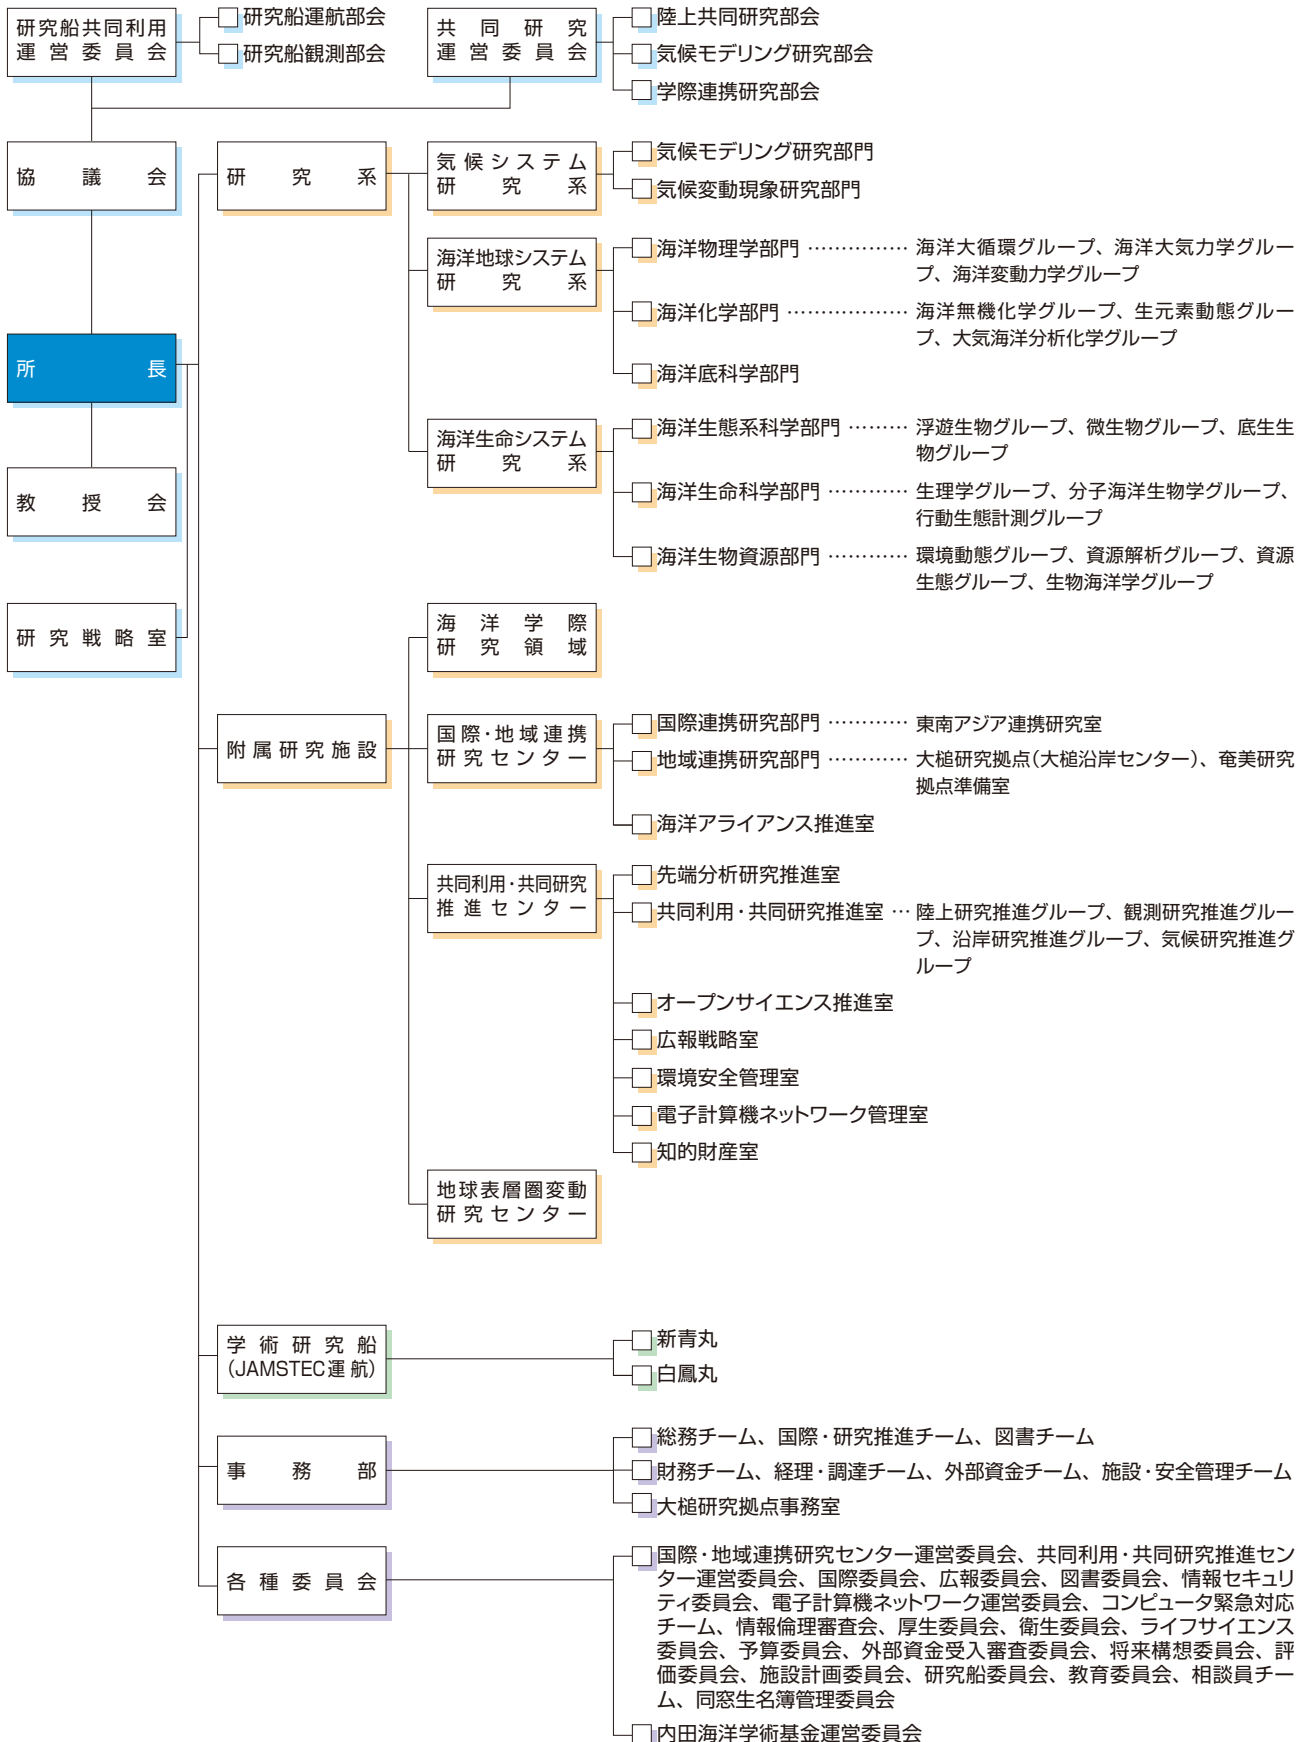 研究船共同利用
運営委員会
研究船運航部会
研究船観測部会
共同研究
運営委員会
陸上共同研究部会
気候モデリング研究部会
学際連携研究部会
協議会
研究系
気候システム
研究系
気候モデリング研究部門
気候変動現象研究部門
海洋地球システム
研究系
海洋物理学部門 …………… 海洋大循環グループ、海洋大気力学グルー
プ、海洋変動力学グループ
海洋化学部門 ……………… 海洋無機化学グループ、生元素動態グルー
プ、大気海洋分析化学グループ
海洋底科学部門
所長
海洋生命システム
研究系
海洋生態系科学部門 ……… 浮遊生物グループ、微生物グループ、底生生
物グループ
海洋生命科学部門 ………… 生理学グループ、分子海洋生物学グループ、
行動生態計測グループ
海洋生物資源部門 ………… 環境動態グループ、資源解析グループ、資源
生態グループ、生物海洋学グループ
教授会
研究戦略室
海洋学際
研究領域
附属研究施設
国際・地域連携
研究センター
国際連携研究部門 ………… 東南アジア連携研究室
地域連携研究部門 ………… 大槌研究拠点(大槌沿岸センター)、奄美研究
拠点準備室
海洋アライアンス推進室
共同利用・共同研究
推進センター
先端分析研究推進室
共同利用・共同研究推進室 … 陸上研究推進グループ、観測研究推進グルー
プ、沿岸研究推進グループ、気候研究推進グ
ループ
オープンサイエンス推進室
広報戦略室
環境安全管理室
電子計算機ネットワーク管理室
知的財産室
地球表層圏変動
研究センター
学術研究船
(JAMSTEC運航)
新青丸
白鳳丸
事務部
総務チーム、国際・研究推進チーム、図書チーム
財務チーム、経理・調達チーム、外部資金チーム、施設・安全管理チーム
大槌研究拠点事務室
各種委員会
国際・地域連携研究センター運営委員会、共同利用・共同研究推進セン
ター運営委員会、国際委員会、広報委員会、図書委員会、情報セキュリ
ティ委員会、電子計算機ネットワーク運営委員会、コンピュータ緊急対応
チーム、情報倫理審査会、厚生委員会、衛生委員会、ライフサイエンス
委員会、予算委員会、外部資金受入審査委員会、将来構想委員会、評
価委員会、施設計画委員会、研究船委員会、教育委員会、相談員チー
ム、同窓生名簿管理委員会
内田海洋学術基金運営委員会